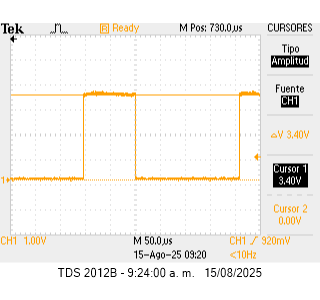 Tek R Ready M Pos: 730.0µs CURSORES
Tipo
Amplitud
Fuente
CH1
△V 3.40V
Cursor 1
3.40V
Cursor 2
0.00V
1
CH1 1.00V M 50.0µs CH1 / 920mV
15-Ago-25 09:20 <10Hz
TDS 2012B - 9:24:00 a. m. 15/08/2025